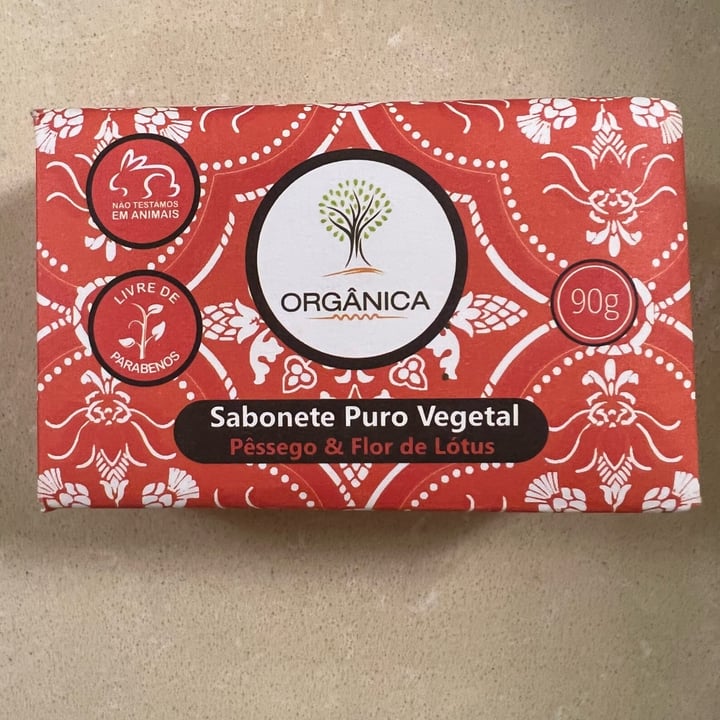 NÃO TESTAMOS
EM ANIMAIS
LIVRE DE
PARABENOS
ORGÂNICA
90g
Sabonete Puro Vegetal
Pêssego & Flor de Lótus